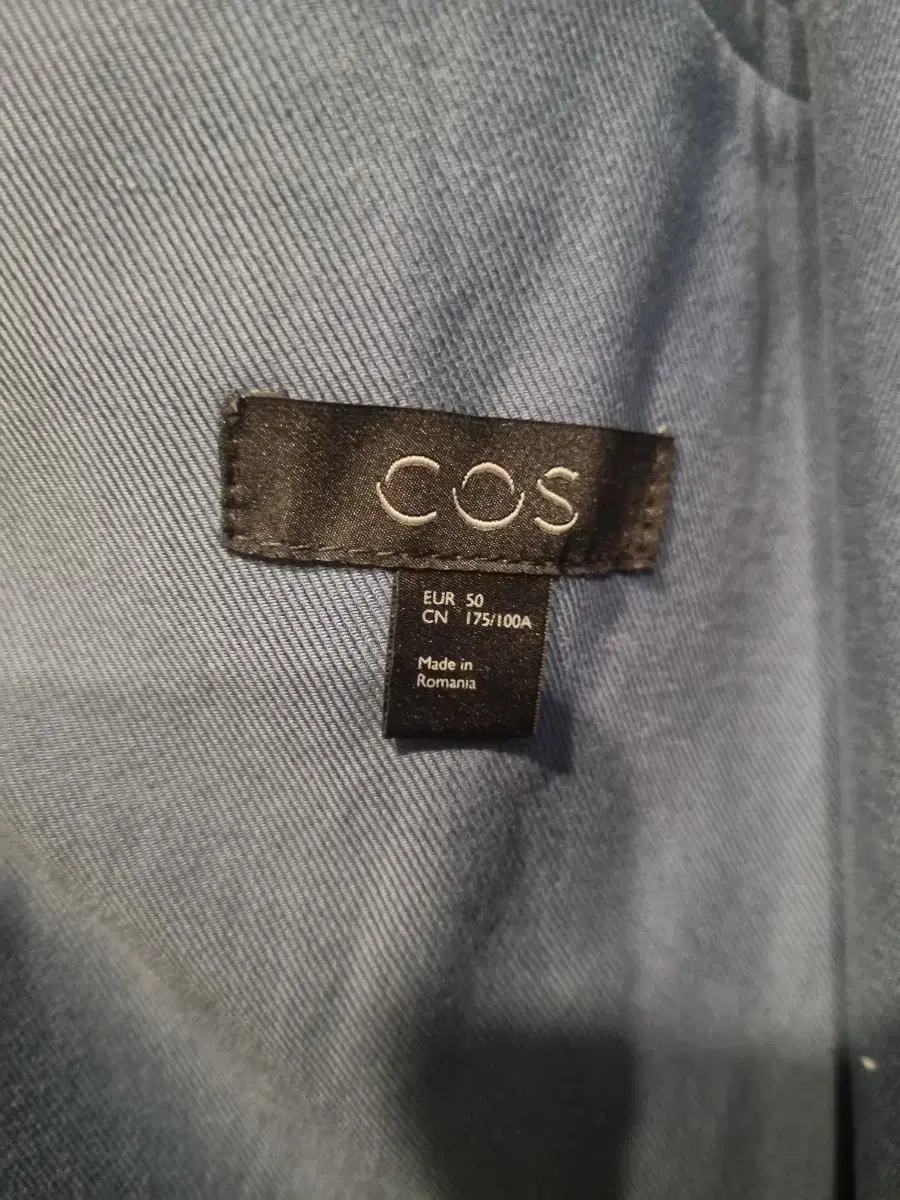 COS
EUR 50
CN 175/100A
Made in
Romania